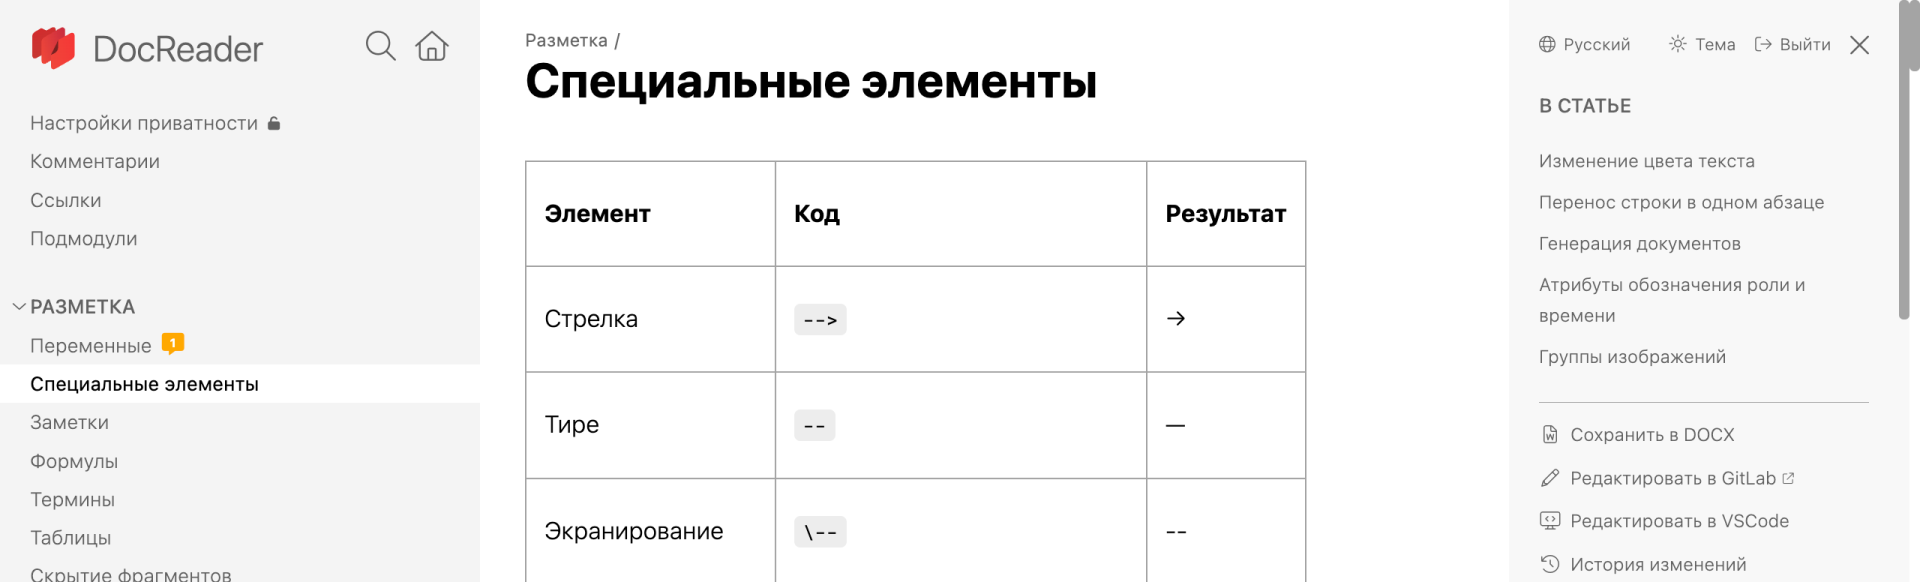 DocReader
Настройки приватности
Комментарии
Ссылки
Подмодули
РАЗМЕТКА
Переменные 1
Специальные элементы
Заметки
Формулы
Термины
Таблицы
Скрытие фрагментов
Разметка /
Специальные элементы
Элемент Код Результат
Стрелка --> →
Тире -- —
Экранирование \-- --
Русский Тема Выйти
В СТАТЬЕ
Изменение цвета текста
Перенос строки в одном абзаце
Генерация документов
Атрибуты обозначения роли и
времени
Группы изображений
Сохранить в DOCX
Редактировать в GitLab
Редактировать в VSCode
История изменений